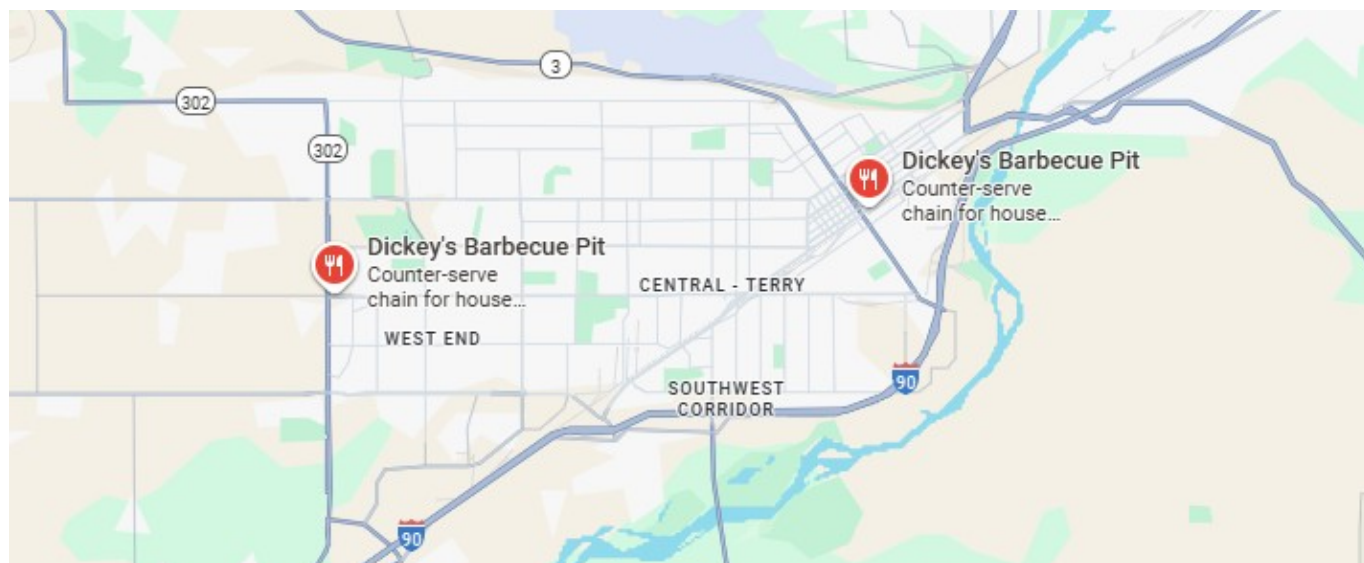 3
302
302
Dickey's Barbecue Pit
Counter-serve
chain for house...
Dickey's Barbecue Pit
Counter-serve
chain for house...
CENTRAL - TERRY
WEST END
90
SOUTHWEST
CORRIDOR
90